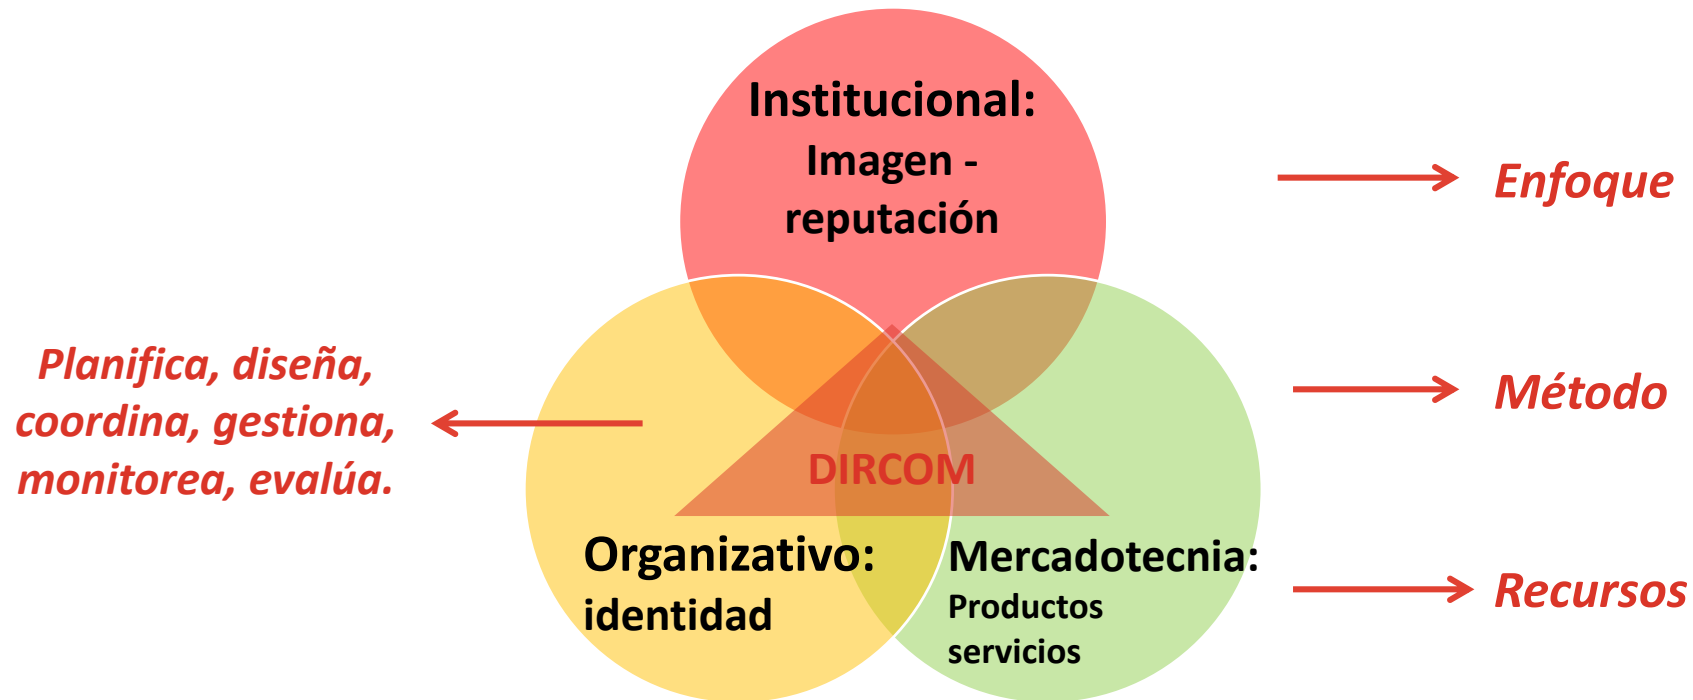 Institucional:
Imagen -
reputación
Enfoque
Planifica, diseña,
coordina, gestiona,
monitorea, evalúa.
Método
DIRCOM
Organizativo:
identidad
Mercadotecnia:
Productos
servicios
Recursos